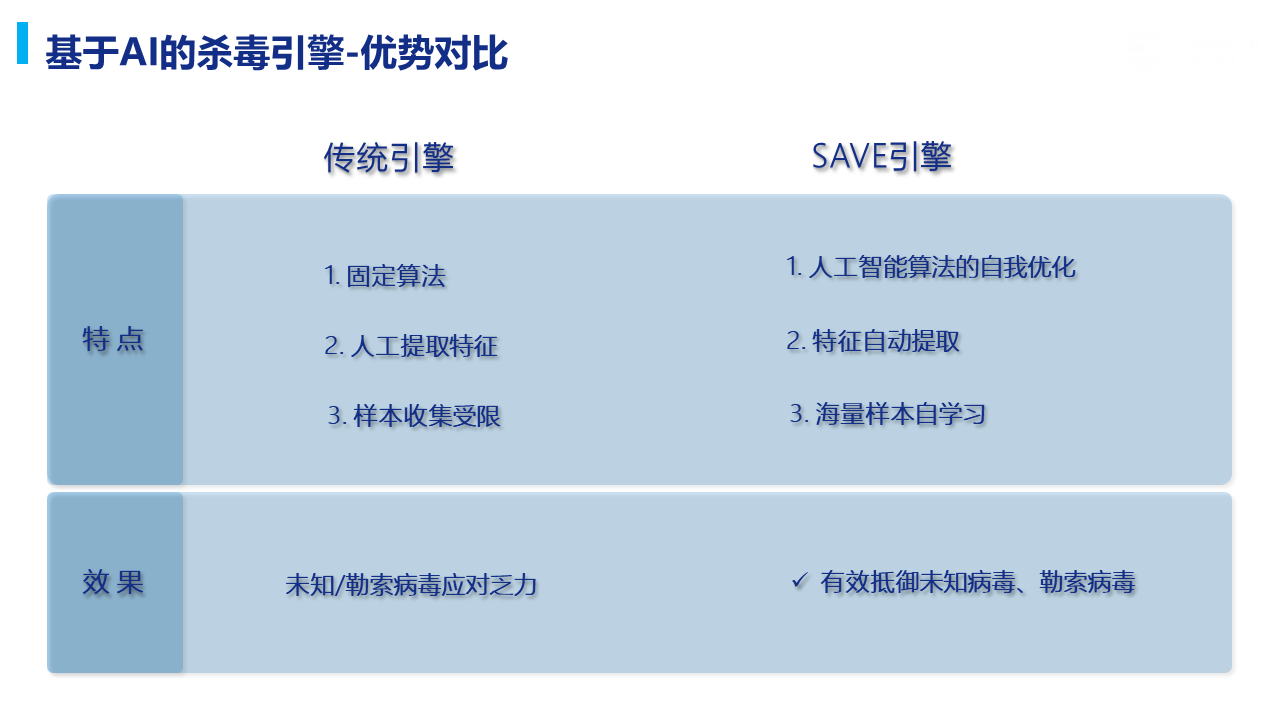 基于AI的杀毒引擎-优势对比
传统引擎
SAVE引擎
特 点
1. 固定算法
2. 人工提取特征
3. 样本收集受限
1. 人工智能算法的自我优化
2. 特征自动提取
3. 海量样本自学习
效 果
未知/勒索病毒应对乏力
✓ 有效抵御未知病毒、勒索病毒